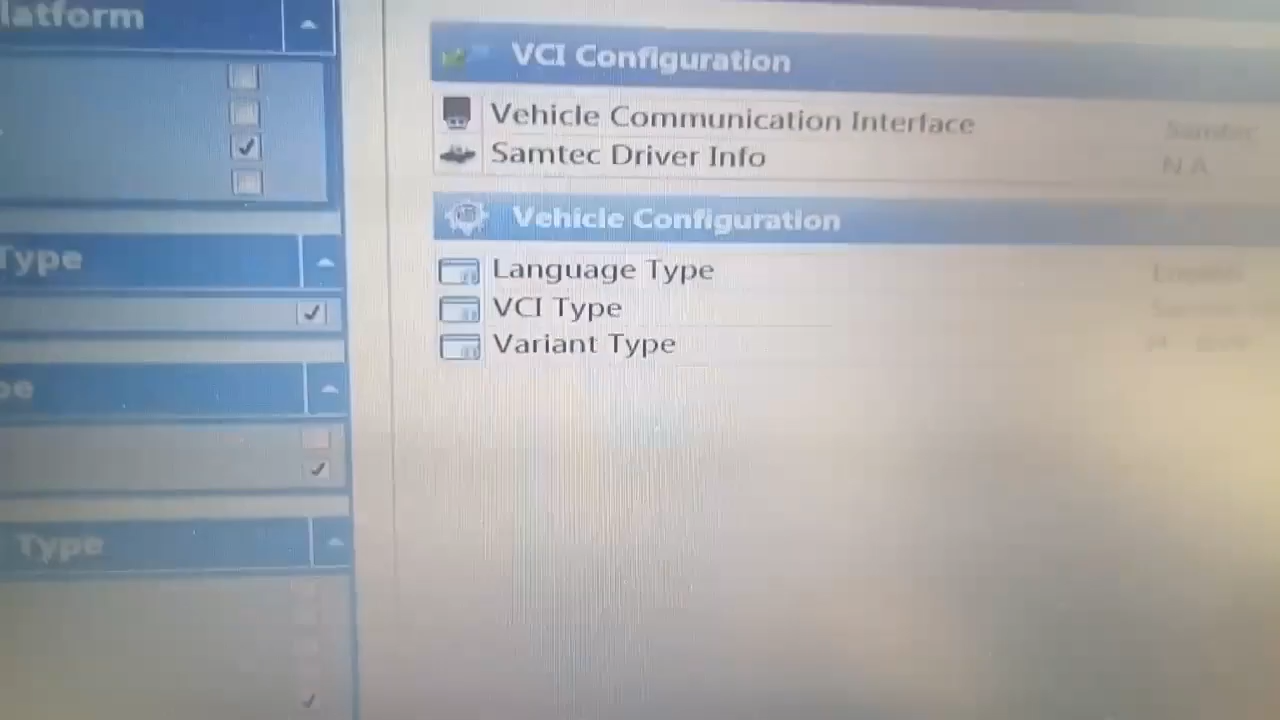 latform
VCI Configuration
Vehicle Communication Interface
Samtec
Samtec Driver Info
N.A
Vehicle Configuration
Type
Language Type
VCI Type
Variant Type
pe
Type